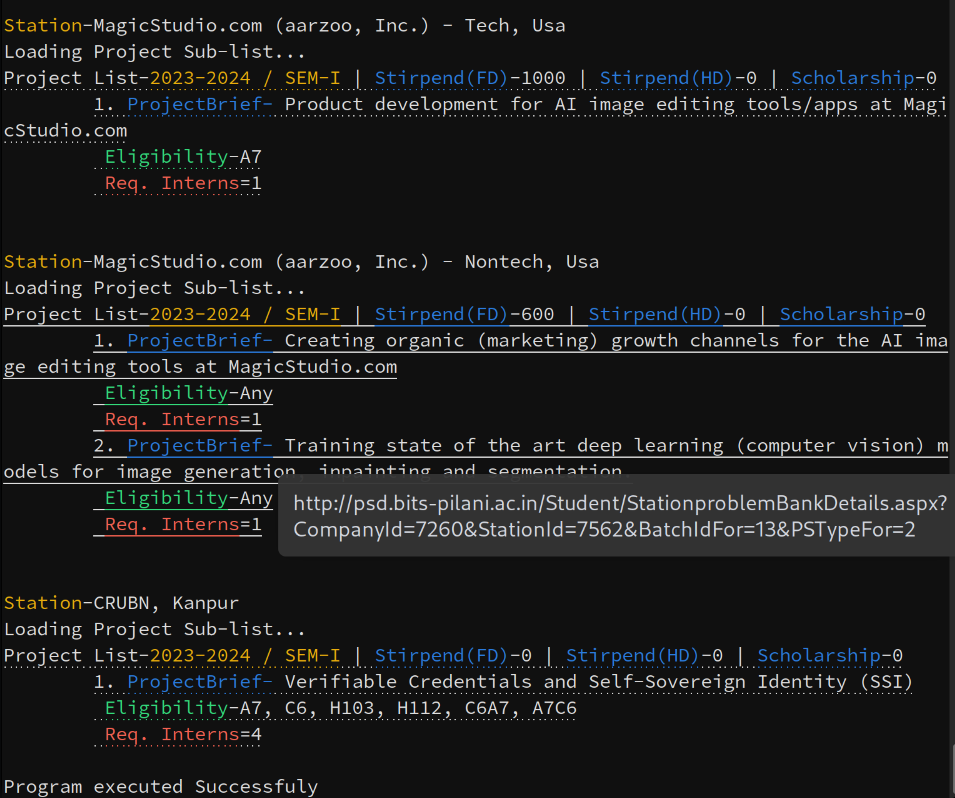 Station-MagicStudio.com (aarzoo, Inc.) - Tech, Usa
Loading Project Sub-list...
Project List-2023-2024 / SEM-I | Stirpend(FD)-1000 | Stirpend(HD)-0 | Scholarship-0
1. ProjectBrief- Product development for AI image editing tools/apps at Magi
cStudio.com
Eligibility-A7
Req. Interns=1
Station-MagicStudio.com (aarzoo, Inc.) - Nontech, Usa
Loading Project Sub-list...
Project List-2023-2024 / SEM-I | Stirpend(FD)-600 | Stirpend(HD)-0 | Scholarship-0
1. ProjectBrief- Creating organic (marketing) growth channels for the AI ima
ge editing tools at MagicStudio.com
Eligibility-Any
Req. Interns=1
2. ProjectBrief- Training state of the art deep learning (computer vision) m
odels for image generation, inpainting and segmentation
Eligibility-Any
Req. Interns=1
http://psd.bits-pilani.ac.in/Student/StationproblemBankDetails.aspx?
CompanyId=7260&StationId=7562&BatchIdFor=13&PSTypeFor=2
Station-CRUBN, Kanpur
Loading Project Sub-list...
Project List-2023-2024 / SEM-I | Stirpend(FD)-0 | Stirpend(HD)-0 | Scholarship-0
1. ProjectBrief- Verifiable Credentials and Self-Sovereign Identity (SSI)
Eligibility-A7, C6, H103, H112, C6A7, A7C6
Req. Interns=4
Program executed Successfuly